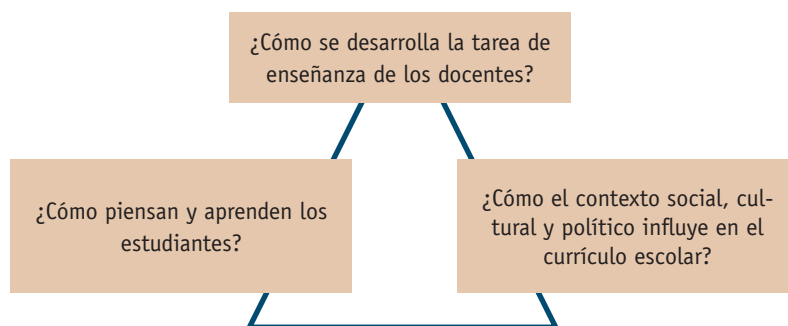 ¿Cómo se desarrolla la tarea de
enseñanza de los docentes?
¿Cómo piensan y aprenden los
estudiantes?
¿Cómo el contexto social, cul-
tural y político influye en el
currículo escolar?